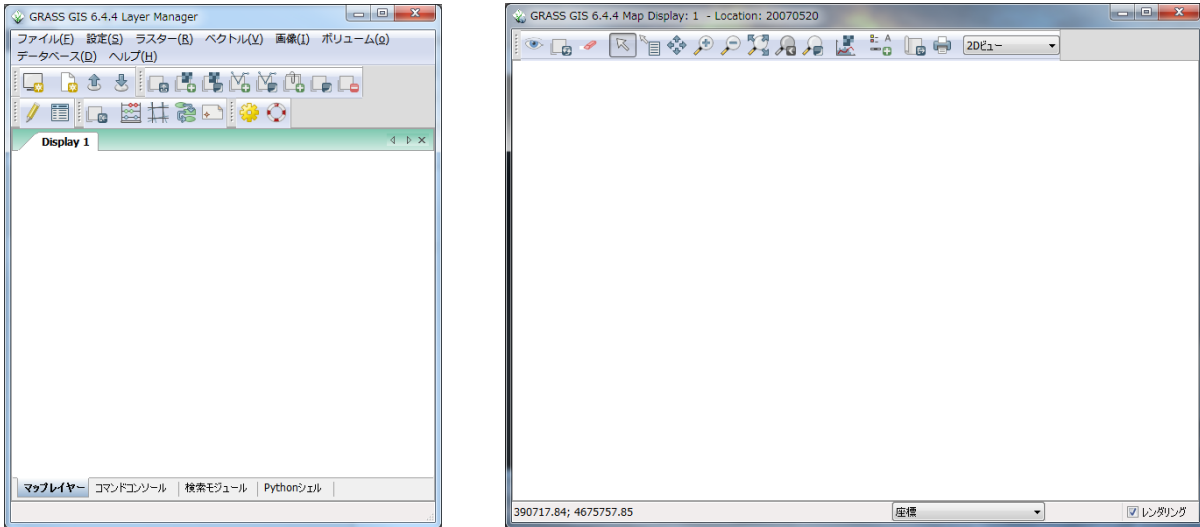 GRASS GIS 6.4.4 Layer Manager
ファイル(F) 設定(S) ラスター(R) ベクトル(V) 画像(I) ボリューム(o)
データベース(D) ヘルプ(H)
Display 1
マップレイヤー コマンドコンソール 検索モジュール Pythonシェル
GRASS GIS 6.4.4 Map Display: 1 - Location: 20070520
2Dビュー
390717.84; 4675757.85 座標 レンダリング